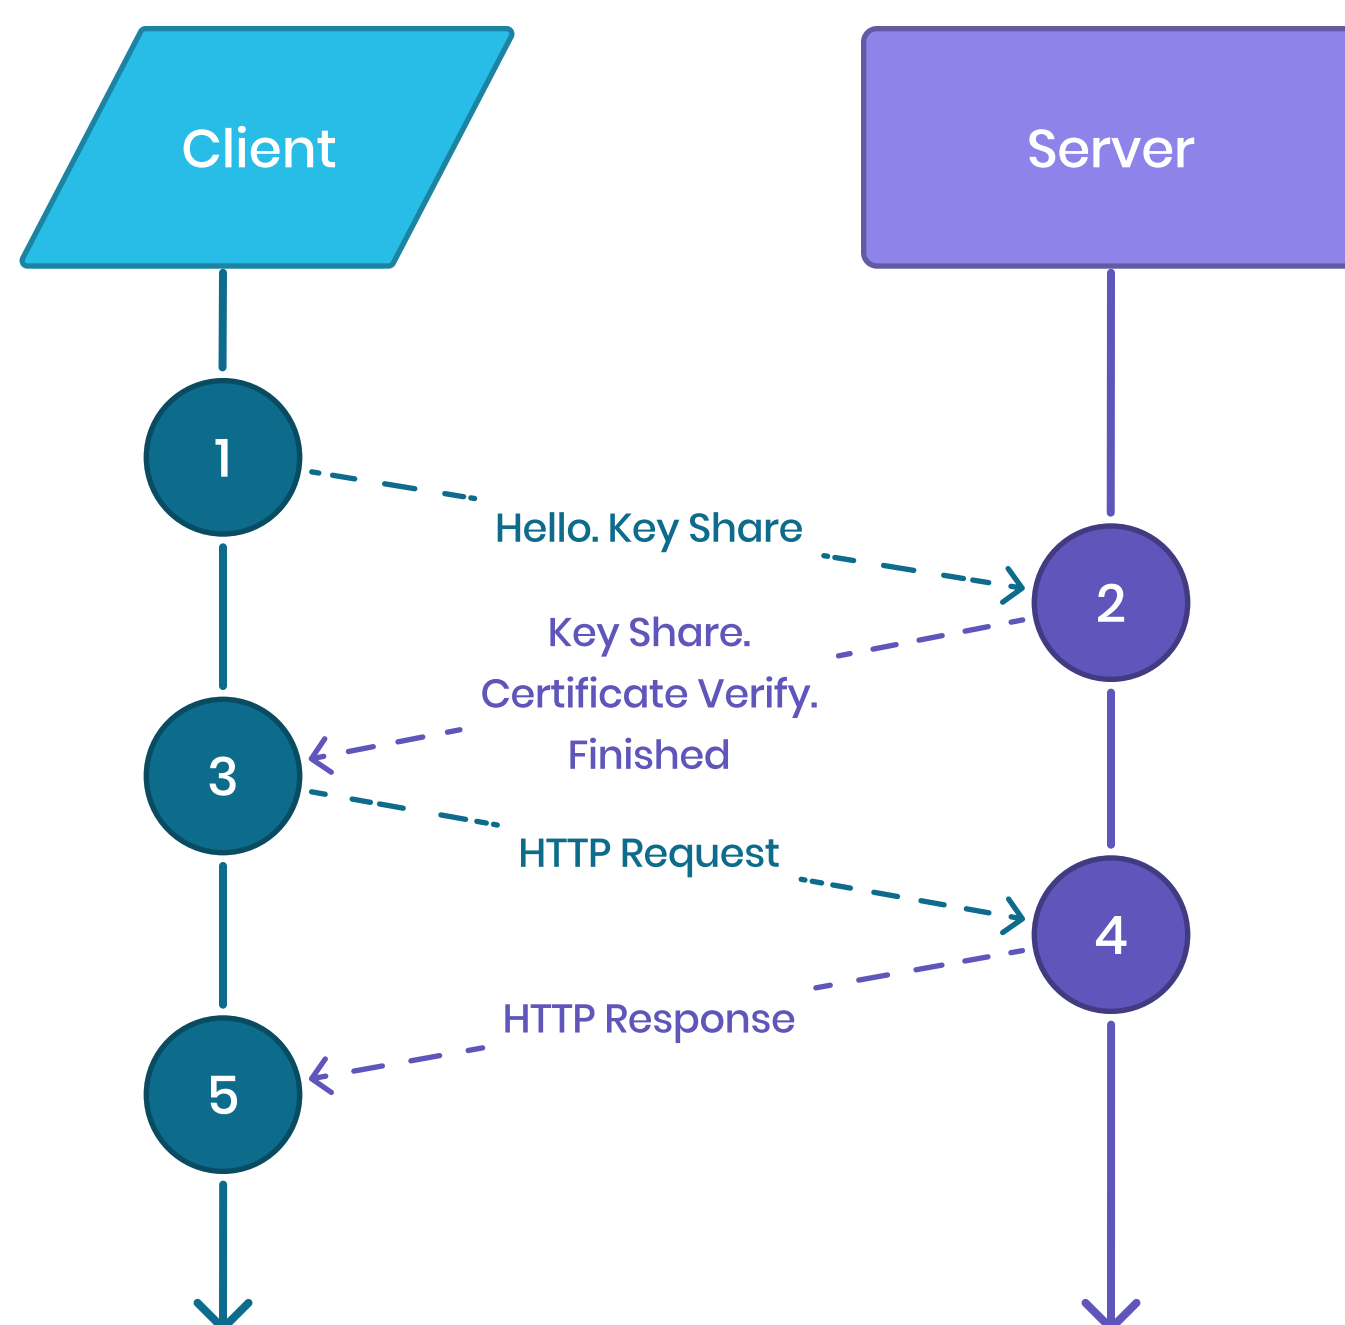 Client
Server
1
Hello. Key Share
2
Key Share.
Certificate Verify.
Finished
3
HTTP Request
4
HTTP Response
5